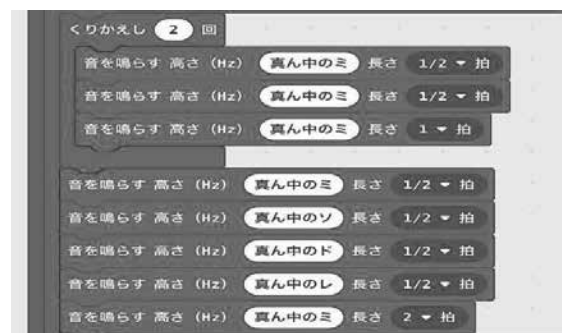 くりかえし 2 回
音を鳴らす 高さ (Hz) 真ん中のミ 長さ 1/2 拍
音を鳴らす 高さ (Hz) 真ん中のミ 長さ 1/2 拍
音を鳴らす 高さ (Hz) 真ん中のミ 長さ 1 拍
音を鳴らす 高さ (Hz) 真ん中のミ 長さ 1/2 拍
音を鳴らす 高さ (Hz) 真ん中のソ 長さ 1/2 拍
音を鳴らす 高さ (Hz) 真ん中のド 長さ 1/2 拍
音を鳴らす 高さ (Hz) 真ん中のレ 長さ 1/2 拍
音を鳴らす 高さ (Hz) 真ん中のミ 長さ 2 拍